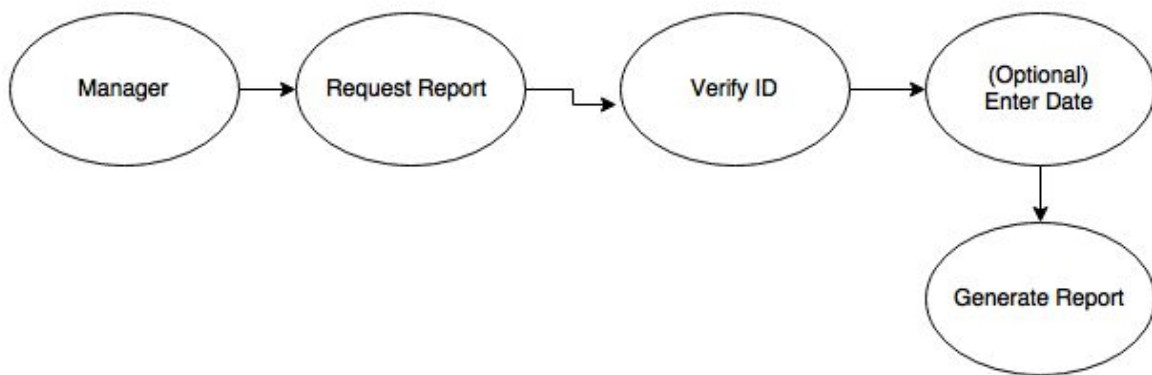 Manager
Request Report
Verify ID
(Optional)
Enter Date
Generate Report